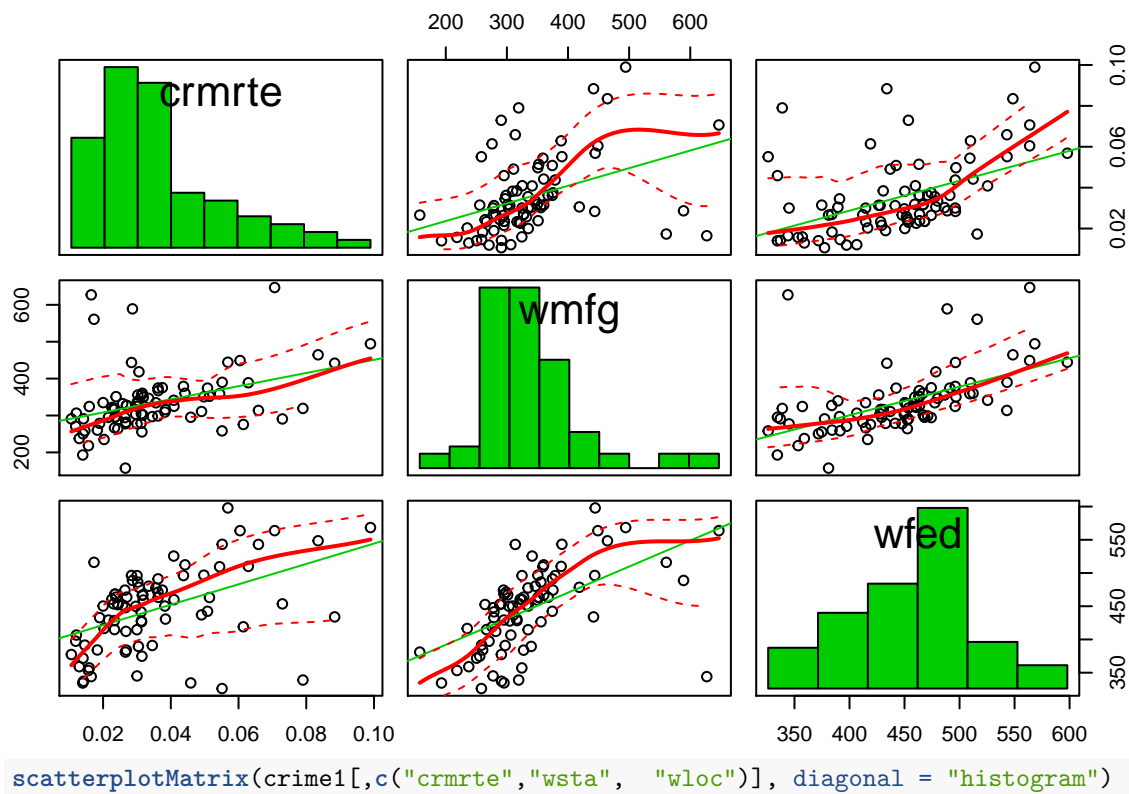 200 300 400 500 600
crmrte
0.02 0.06 0.10
200 400 600
wmfg
wfed
350 450 550
0.02 0.04 0.06 0.08 0.10
350 400 450 500 550 600
scatterplotMatrix(crime1[,c("crmrte","wsta",  "wloc")], diagonal = "histogram")